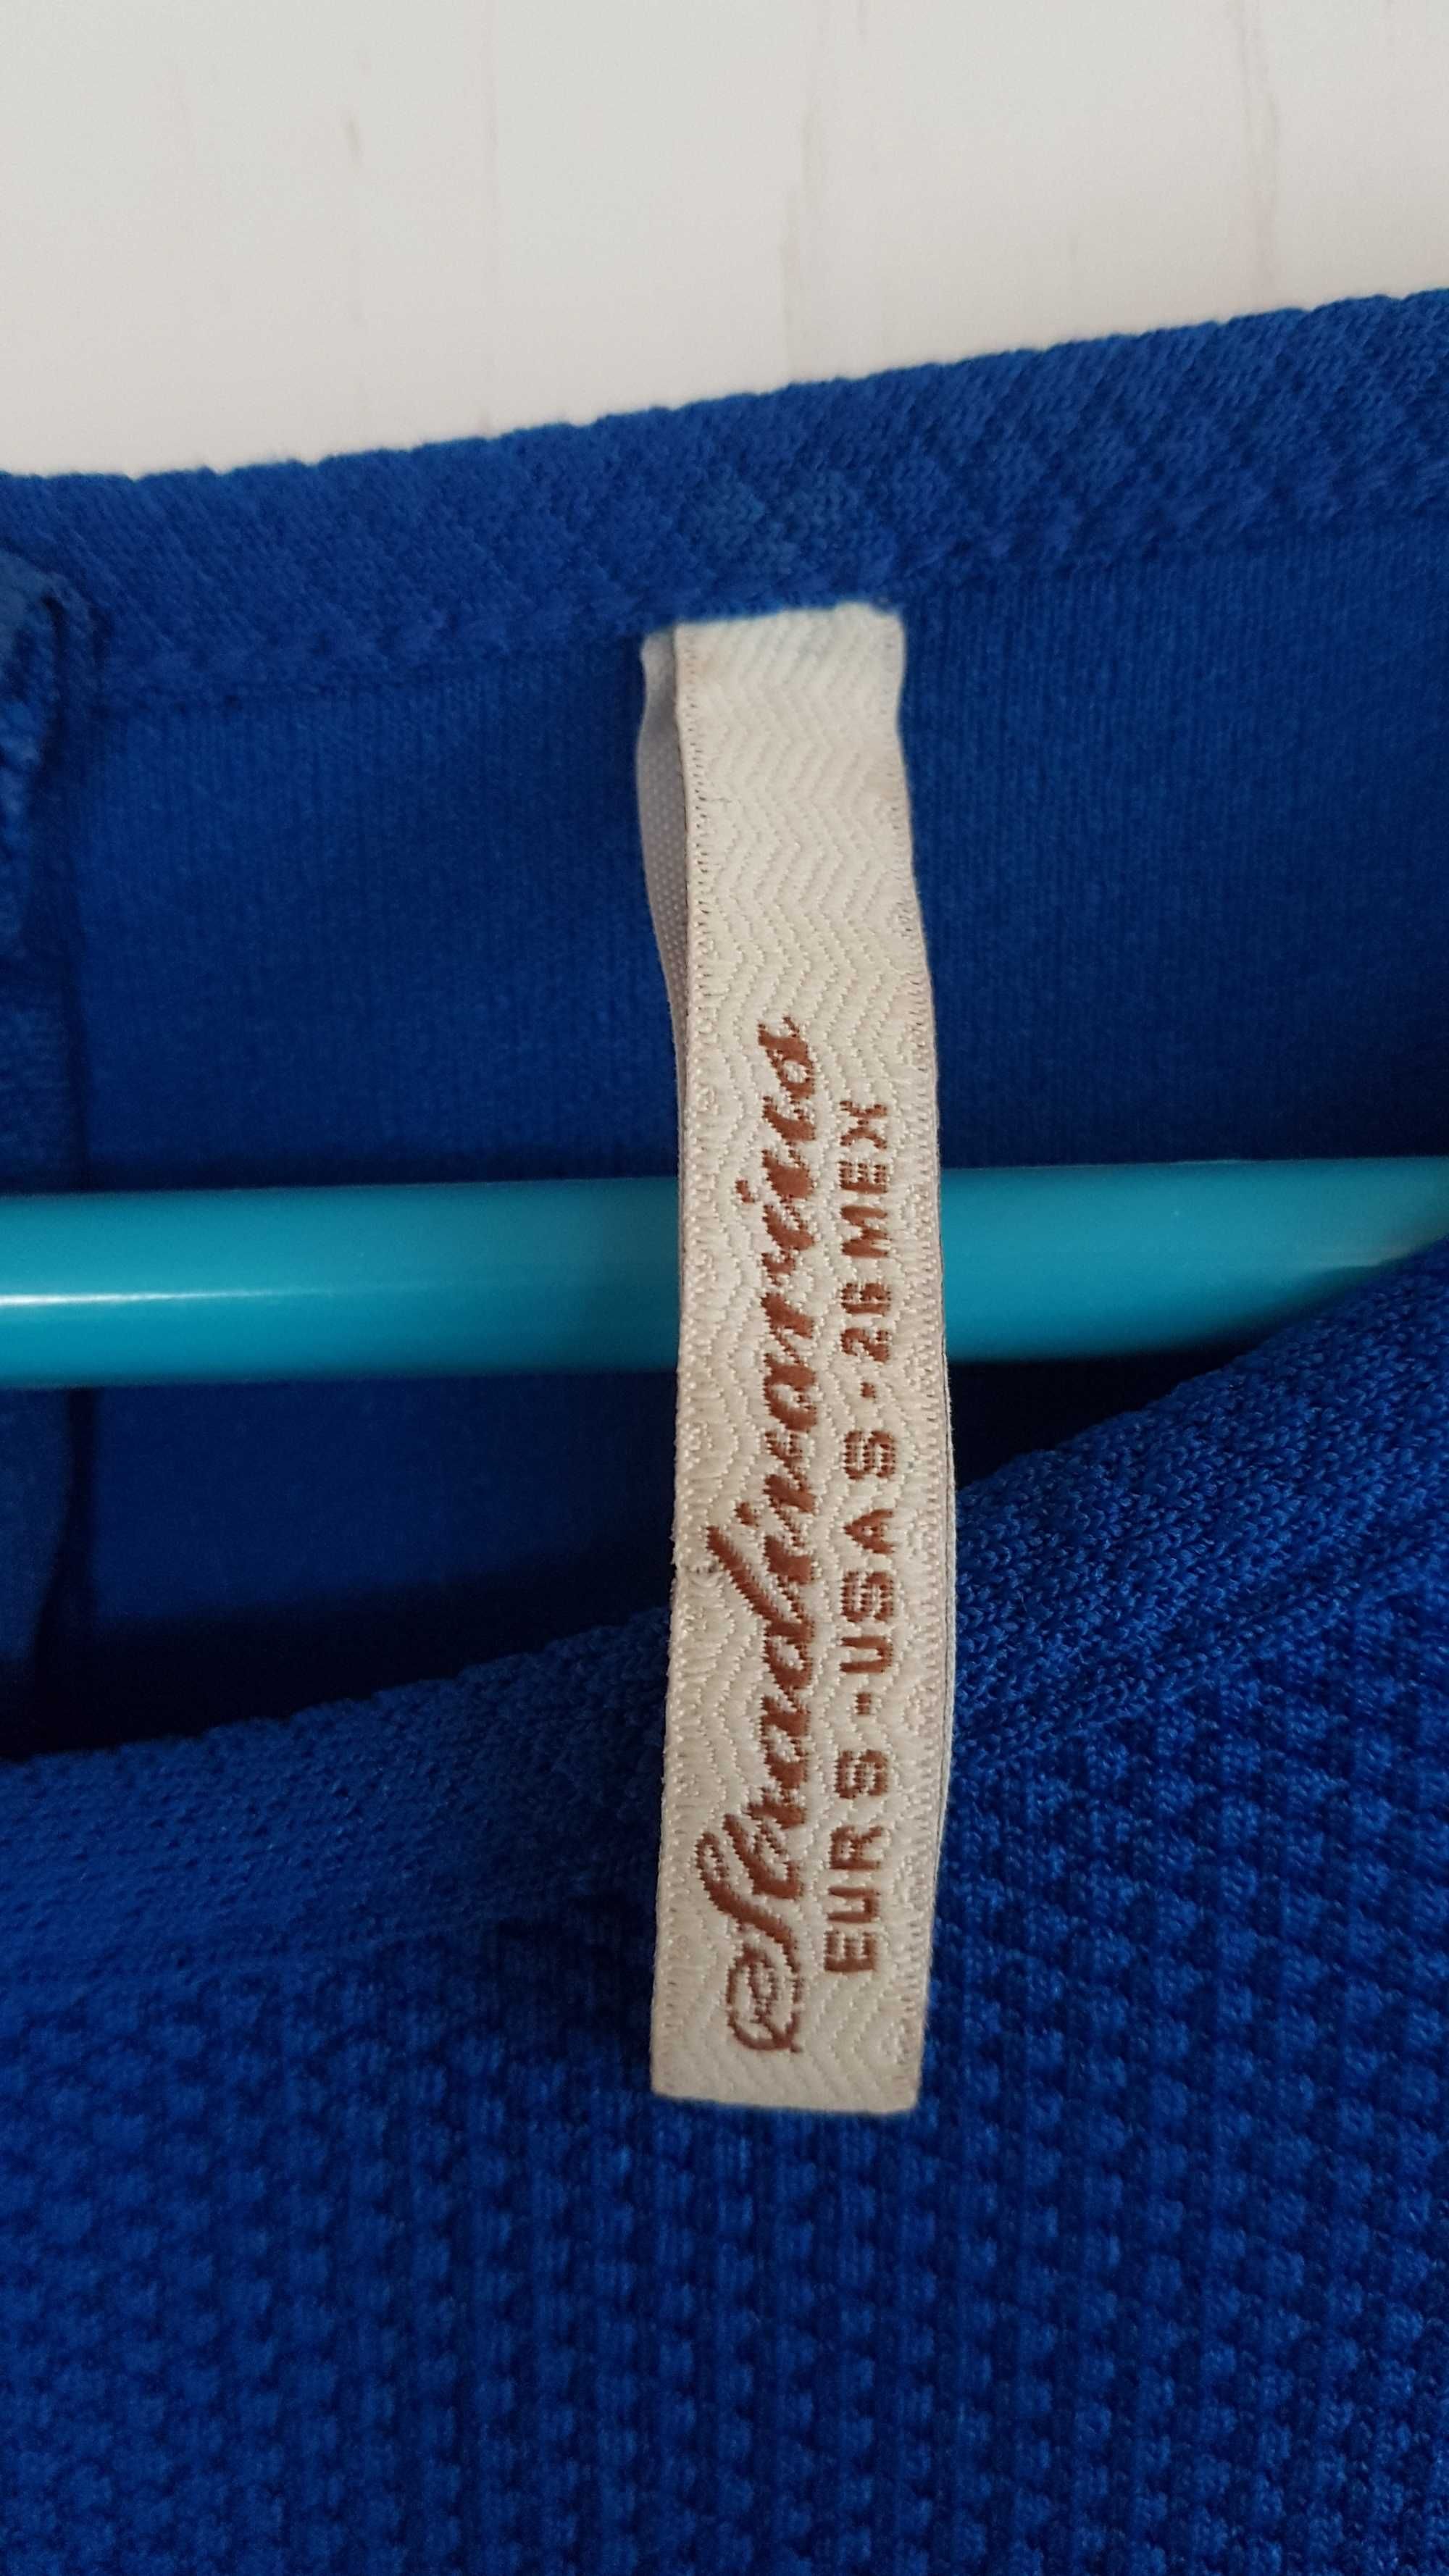 Stradivarius
EUR S · USA S · 26 MEX